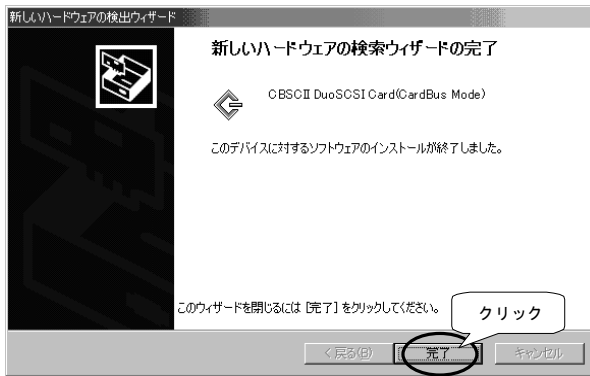 新しいハードウェアの検出ウィザード
新しいハードウェアの検索ウィザードの完了
CBSCII DuoSCSI Card(CardBus Mode)
このデバイスに対するソフトウェアのインストールが終了しました。
このウィザードを閉じるには [完了] をクリックしてください。
クリック
< 戻る(B)
完了
キャンセル